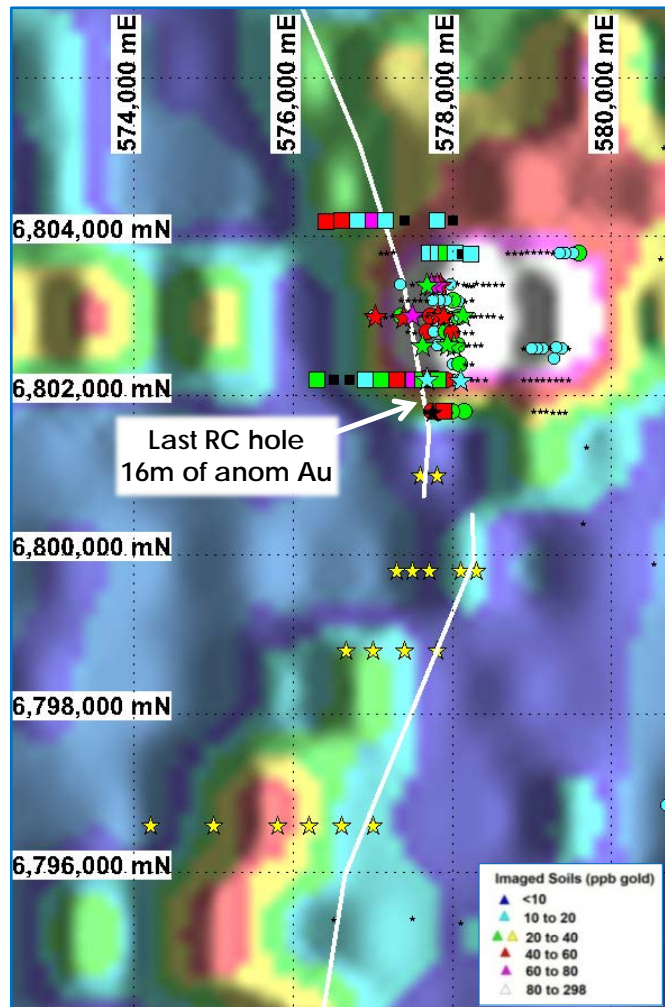 574,000 mE
576,000 mE
578,000 mE
580,000 mE
6,804,000 mN
6,802,000 mN
Last RC hole
16m of anom Au
6,800,000 mN
6,798,000 mN
6,796,000 mN
Imaged Soils (ppb gold)
<10
10 to 20
20 to 40
40 to 60
60 to 80
80 to 298